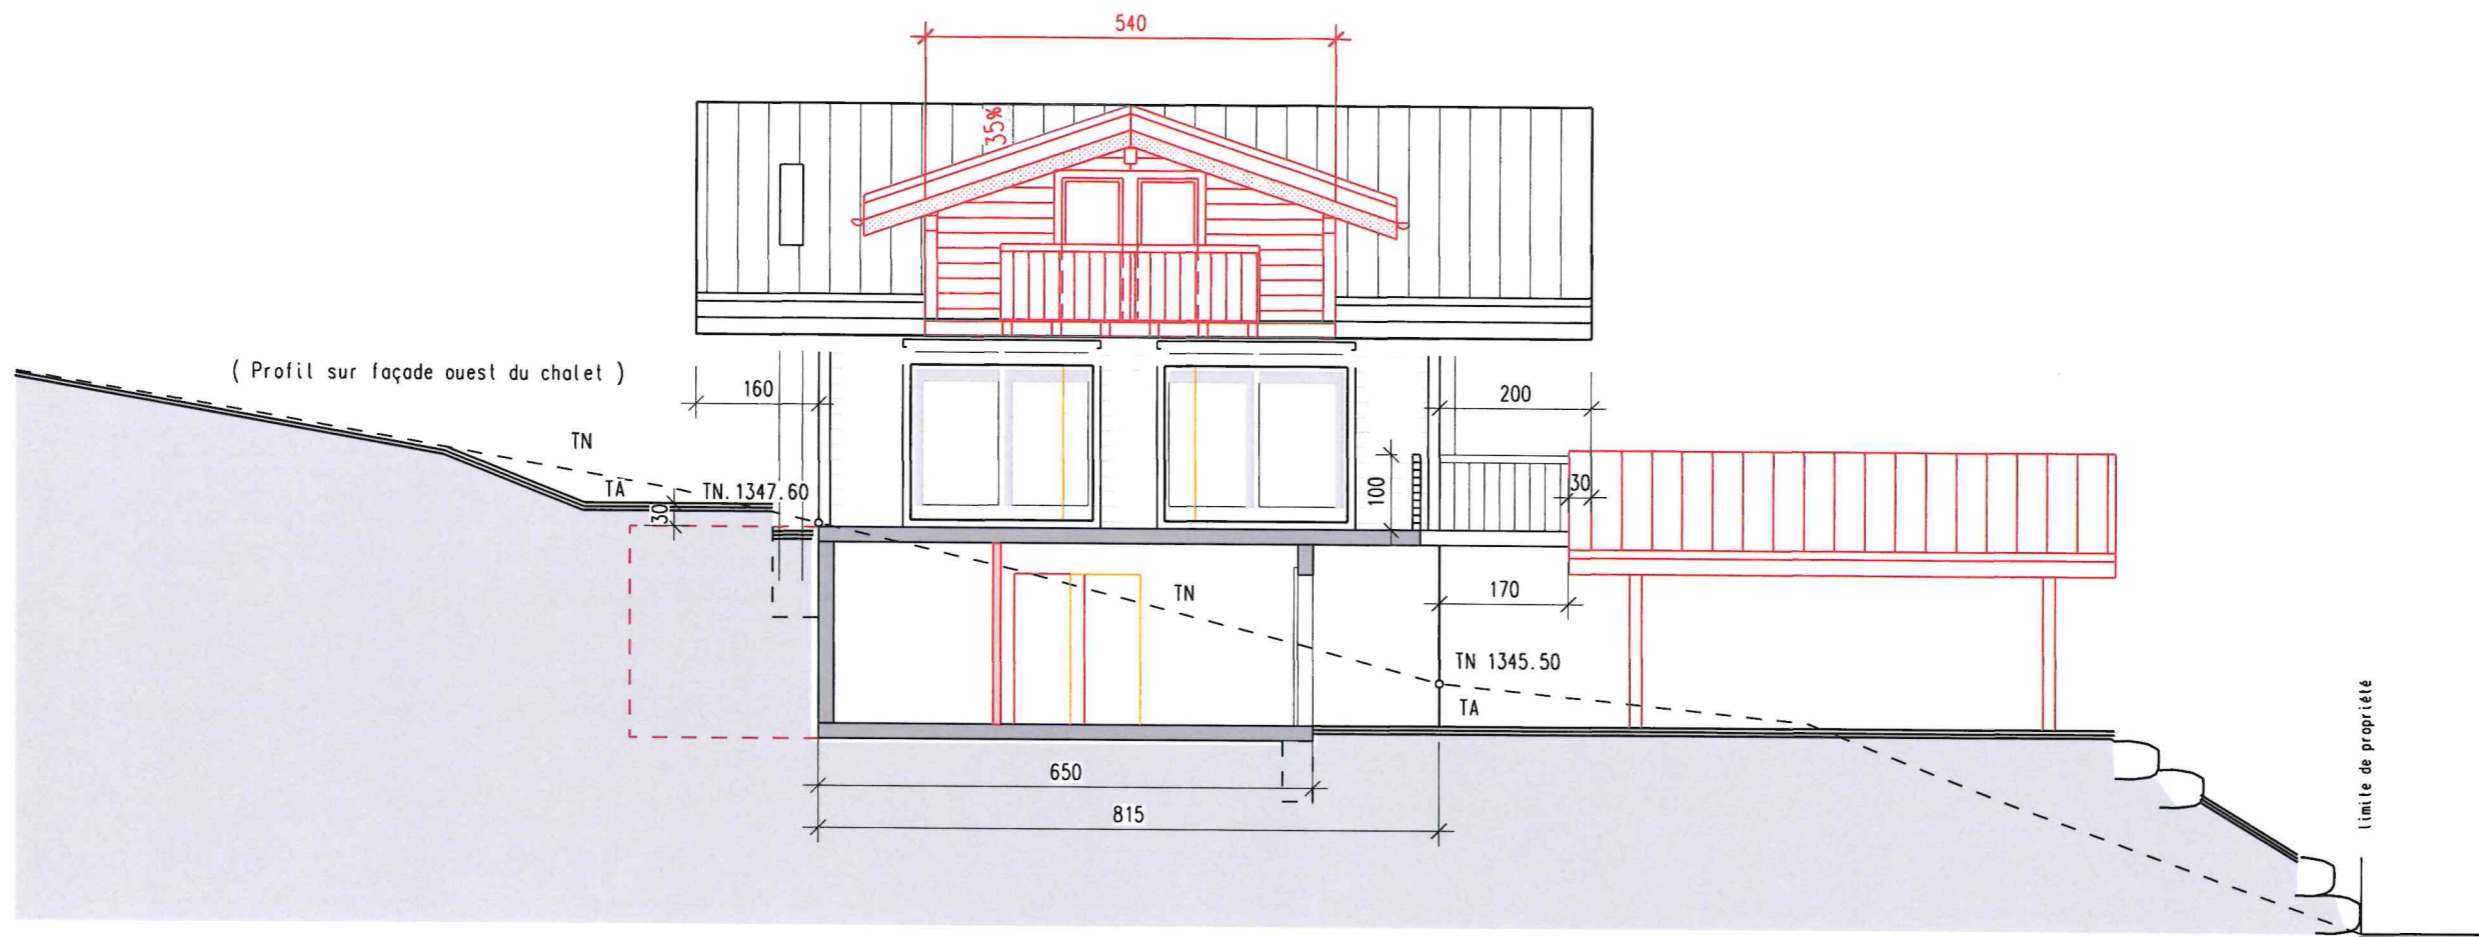 540
35%
( Profil sur façade ouest du chalet )
160
200
TN
TA
TN. 1347.60
30
100
30
TN
170
TN 1345.50
TA
limite de propriété
650
815